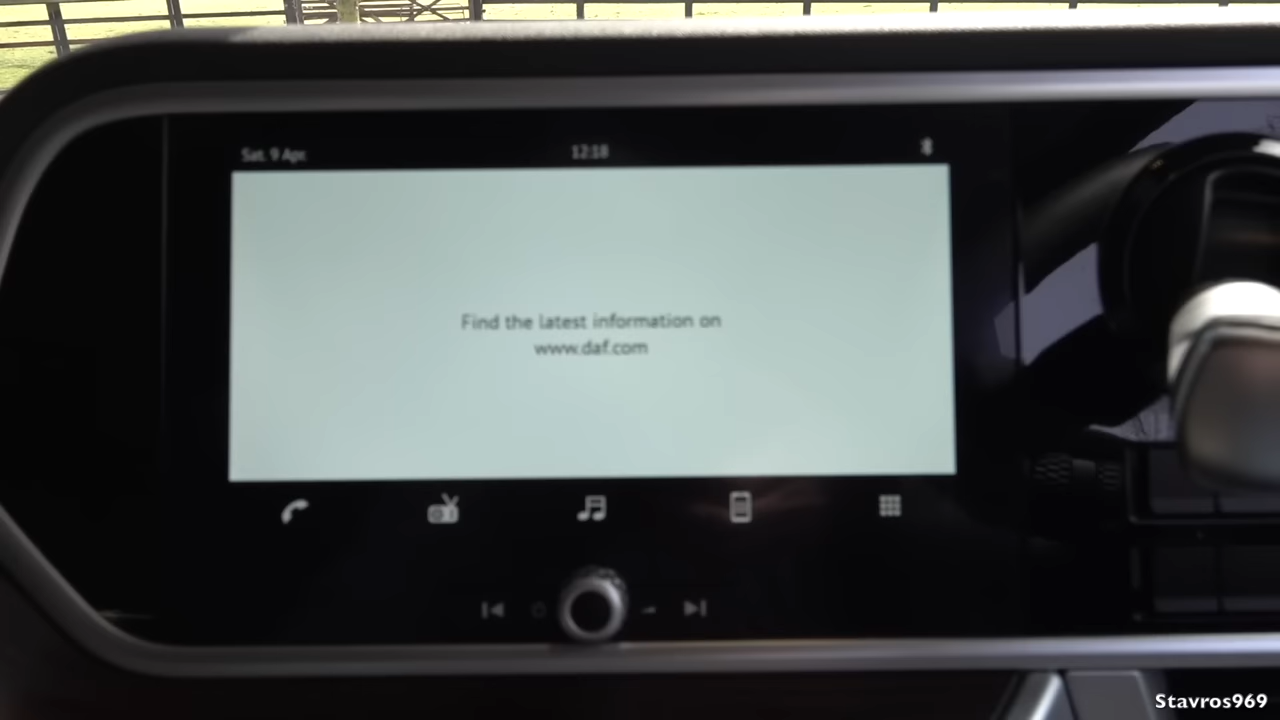 Sat. 9 Apr.
12:18
Find the latest information on
www.daf.com
Stavros969